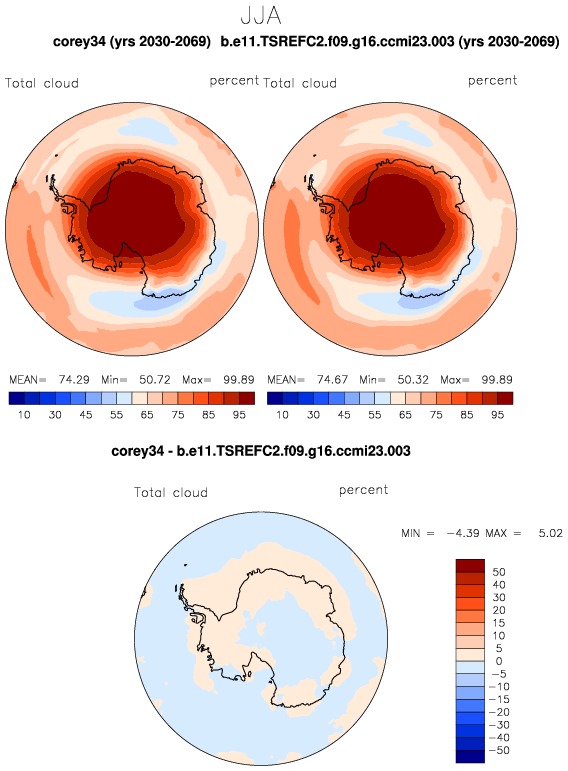 JJA
corey34 (yrs 2030-2069) b.e11.TSREFC2.f09.g16.ccmi23.003 (yrs 2030-2069)
Total cloud percent Total cloud percent
MEAN= 74.29 Min= 50.72 Max= 99.89 MEAN= 74.67 Min= 50.32 Max= 99.89
10 30 45 55 65 75 85 95 10 30 45 55 65 75 85 95
corey34 - b.e11.TSREFC2.f09.g16.ccmi23.003
Total cloud percent
MIN = -4.39 MAX = 5.02
50
40
30
20
15
10
5
0
-5
-10
-15
-20
-30
-40
-50